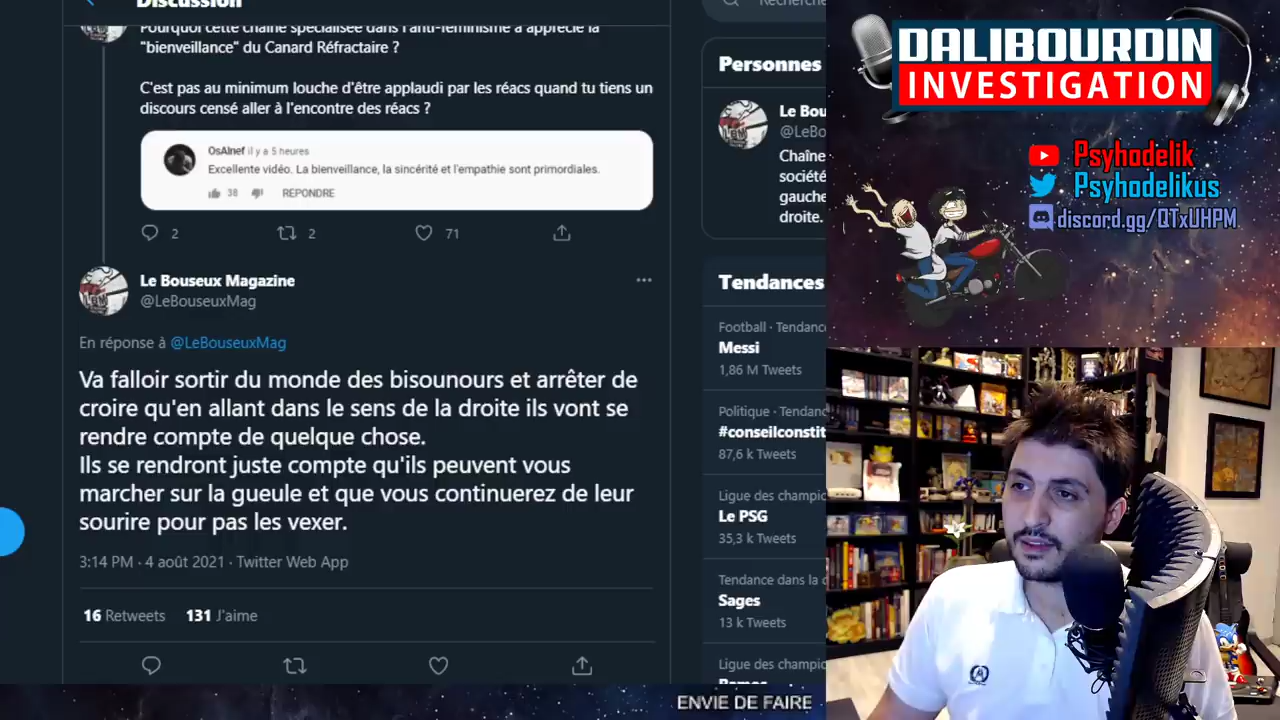 Discussion
Pourquoi cette chaîne spécialisée dans l'anti-féminisme a apprécié la
"bienveillance" du Canard Réfractaire ?
C'est pas au minimum louche d'être applaudi par les réacs quand tu tiens un
discours censé aller à l'encontre des réacs ?
OsAlnef il y a 5 heures
Excellente vidéo. La bienveillance, la sincérité et l'empathie sont primordiales.
38 RÉPONDRE
2 2 71
Le Bouseux Magazine
@LeBouseuxMag
En réponse à @LeBouseuxMag
Va falloir sortir du monde des bisounours et arrêter de
croire qu'en allant dans le sens de la droite ils vont se
rendre compte de quelque chose.
Ils se rendront juste compte qu'ils peuvent vous
marcher sur la gueule et que vous continuerez de leur
sourire pour pas les vexer.
3:14 PM · 4 août 2021 · Twitter Web App
16 Retweets 131 J'aime
Recherche
Personnes
Le Bou
@LeBo
Chaîne
société
gauche
droite.
Tendances
Football · Tendance
Messi
1,86 M Tweets
Politique · Tendanc
#conseilconstit
87,6 k Tweets
Ligue des champic
Le PSG
35,3 k Tweets
Tendance dans la c
Sages
13 k Tweets
Ligue des champic
DALIBOURDIN
INVESTIGATION
Psyhodelik
Psyhodelikus
discord.gg/QTxUHPM
ENVIE DE FAIRE